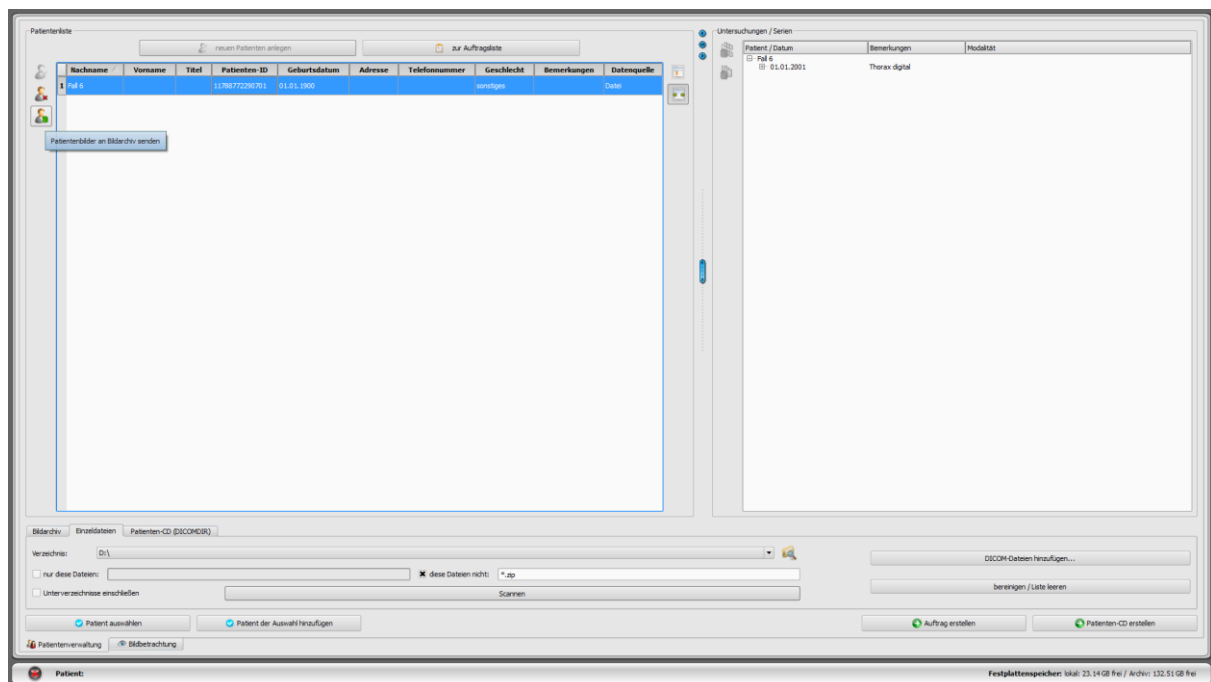 Patientenliste
neuen Patienten anlegen
zur Auftragsliste
Nachname Vorname Titel Patienten-ID Geburtsdatum Adresse Telefonnummer Geschlecht Bemerkungen Datenquelle
1 Fall 6 11788772290701 01.01.1900 sonstiges Datei
Patientenbilder an Bildarchiv senden
Untersuchungen / Serien
Patient / Datum Bemerkungen Modalität
Fall 6
01.01.2001 Thorax digital
Bildarchiv Einzeldateien Patienten-CD (DICOMDIR)
Verzeichnis: D:\
nur diese Dateien: diese Dateien nicht: *.zip
Unterverzeichnisse einschließen Scannen
DICOM-Dateien hinzufügen...
bereinigen / Liste leeren
Patient auswählen Patient der Auswahl hinzufügen Auftrag erstellen Patienten-CD erstellen
Patientenverwaltung Bildbetrachtung
Patient: Festplattenspeicher: lokal: 23.14 GB frei / Archiv: 132.51 GB frei